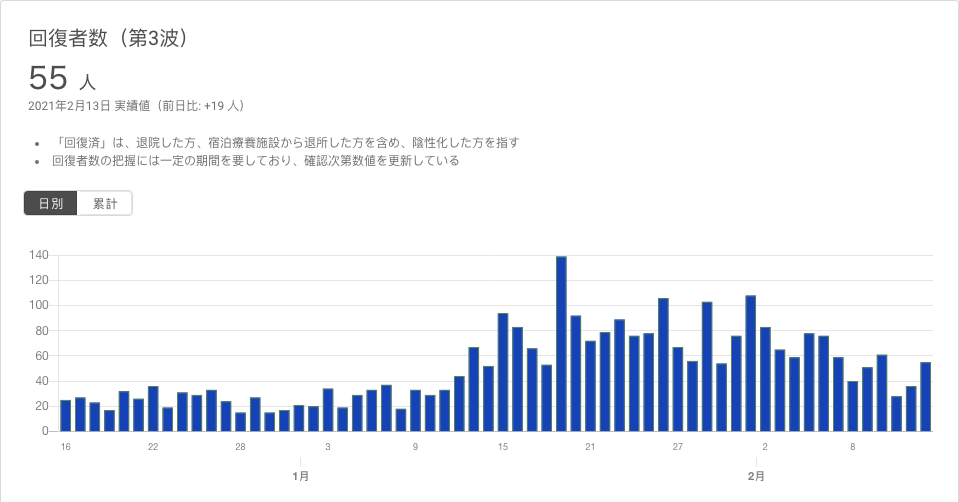 回復者数（第3波）
55 人
2021年2月13日 実績値（前日比: +19 人）
• 「回復済」は、退院した方、宿泊療養施設から退所した方を含め、陰性化した方を指す
• 回復者数の把握には一定の期間を要しており、確認次第数値を更新している
日別 累計
140
120
100
80
60
40
20
0
16 22 28 3 9 15 21 27 2 8
1月 2月